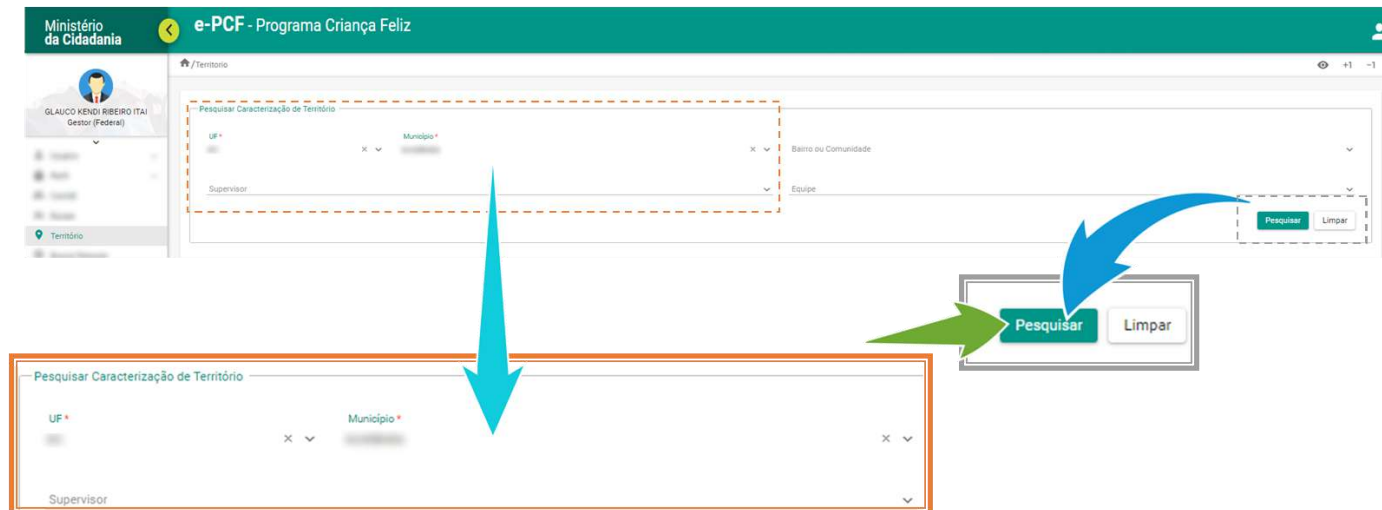 Ministério
da Cidadania
e-PCF - Programa Criança Feliz
/Territorio
+1 -1
GLAUCO KENDI RIBEIRO ITAI
Gestor (Federal)
Território
Pesquisar Caracterização de Território
UF *
Município *
Bairro ou Comunidade
Supervisor
Equipe
Pesquisar
Limpar
Pesquisar
Limpar
Pesquisar Caracterização de Território
UF *
Município *
Supervisor